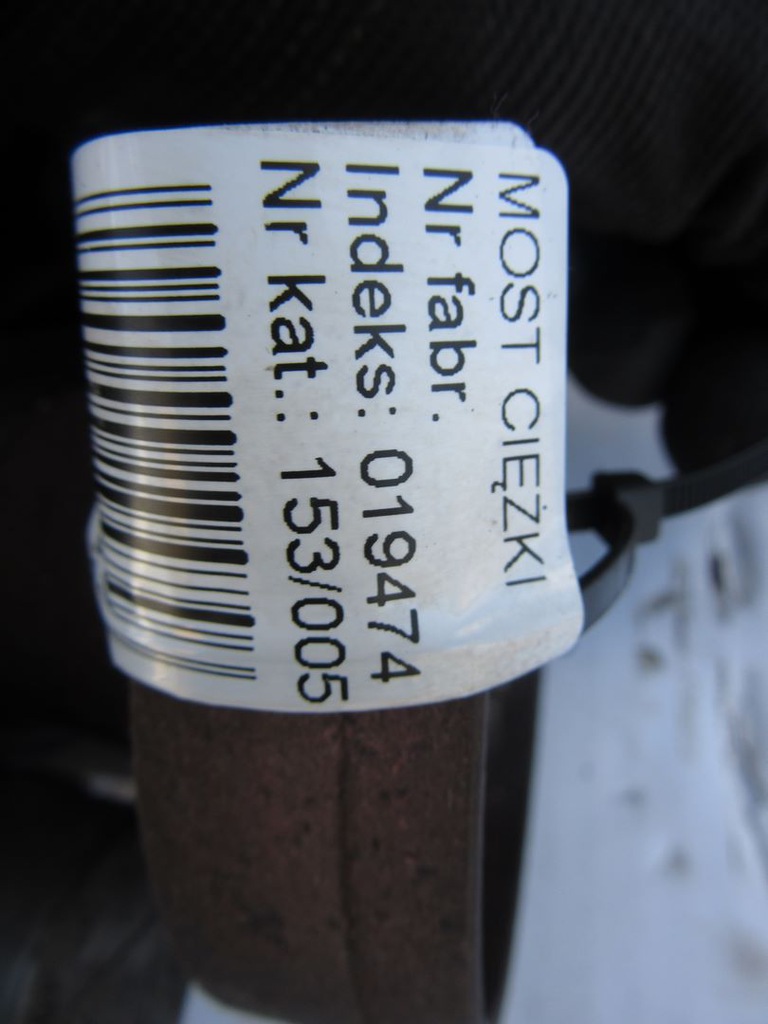 MOST CIĘŻKI
Nr fabr.
Indeks: 019474
Nr kat.: 153/005